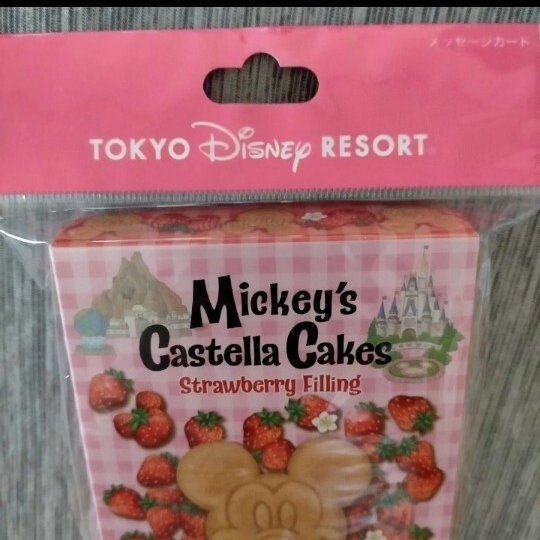 メッセージカード
TOKYO Disney RESORT
Mickey's
Castella Cakes
Strawberry Filling